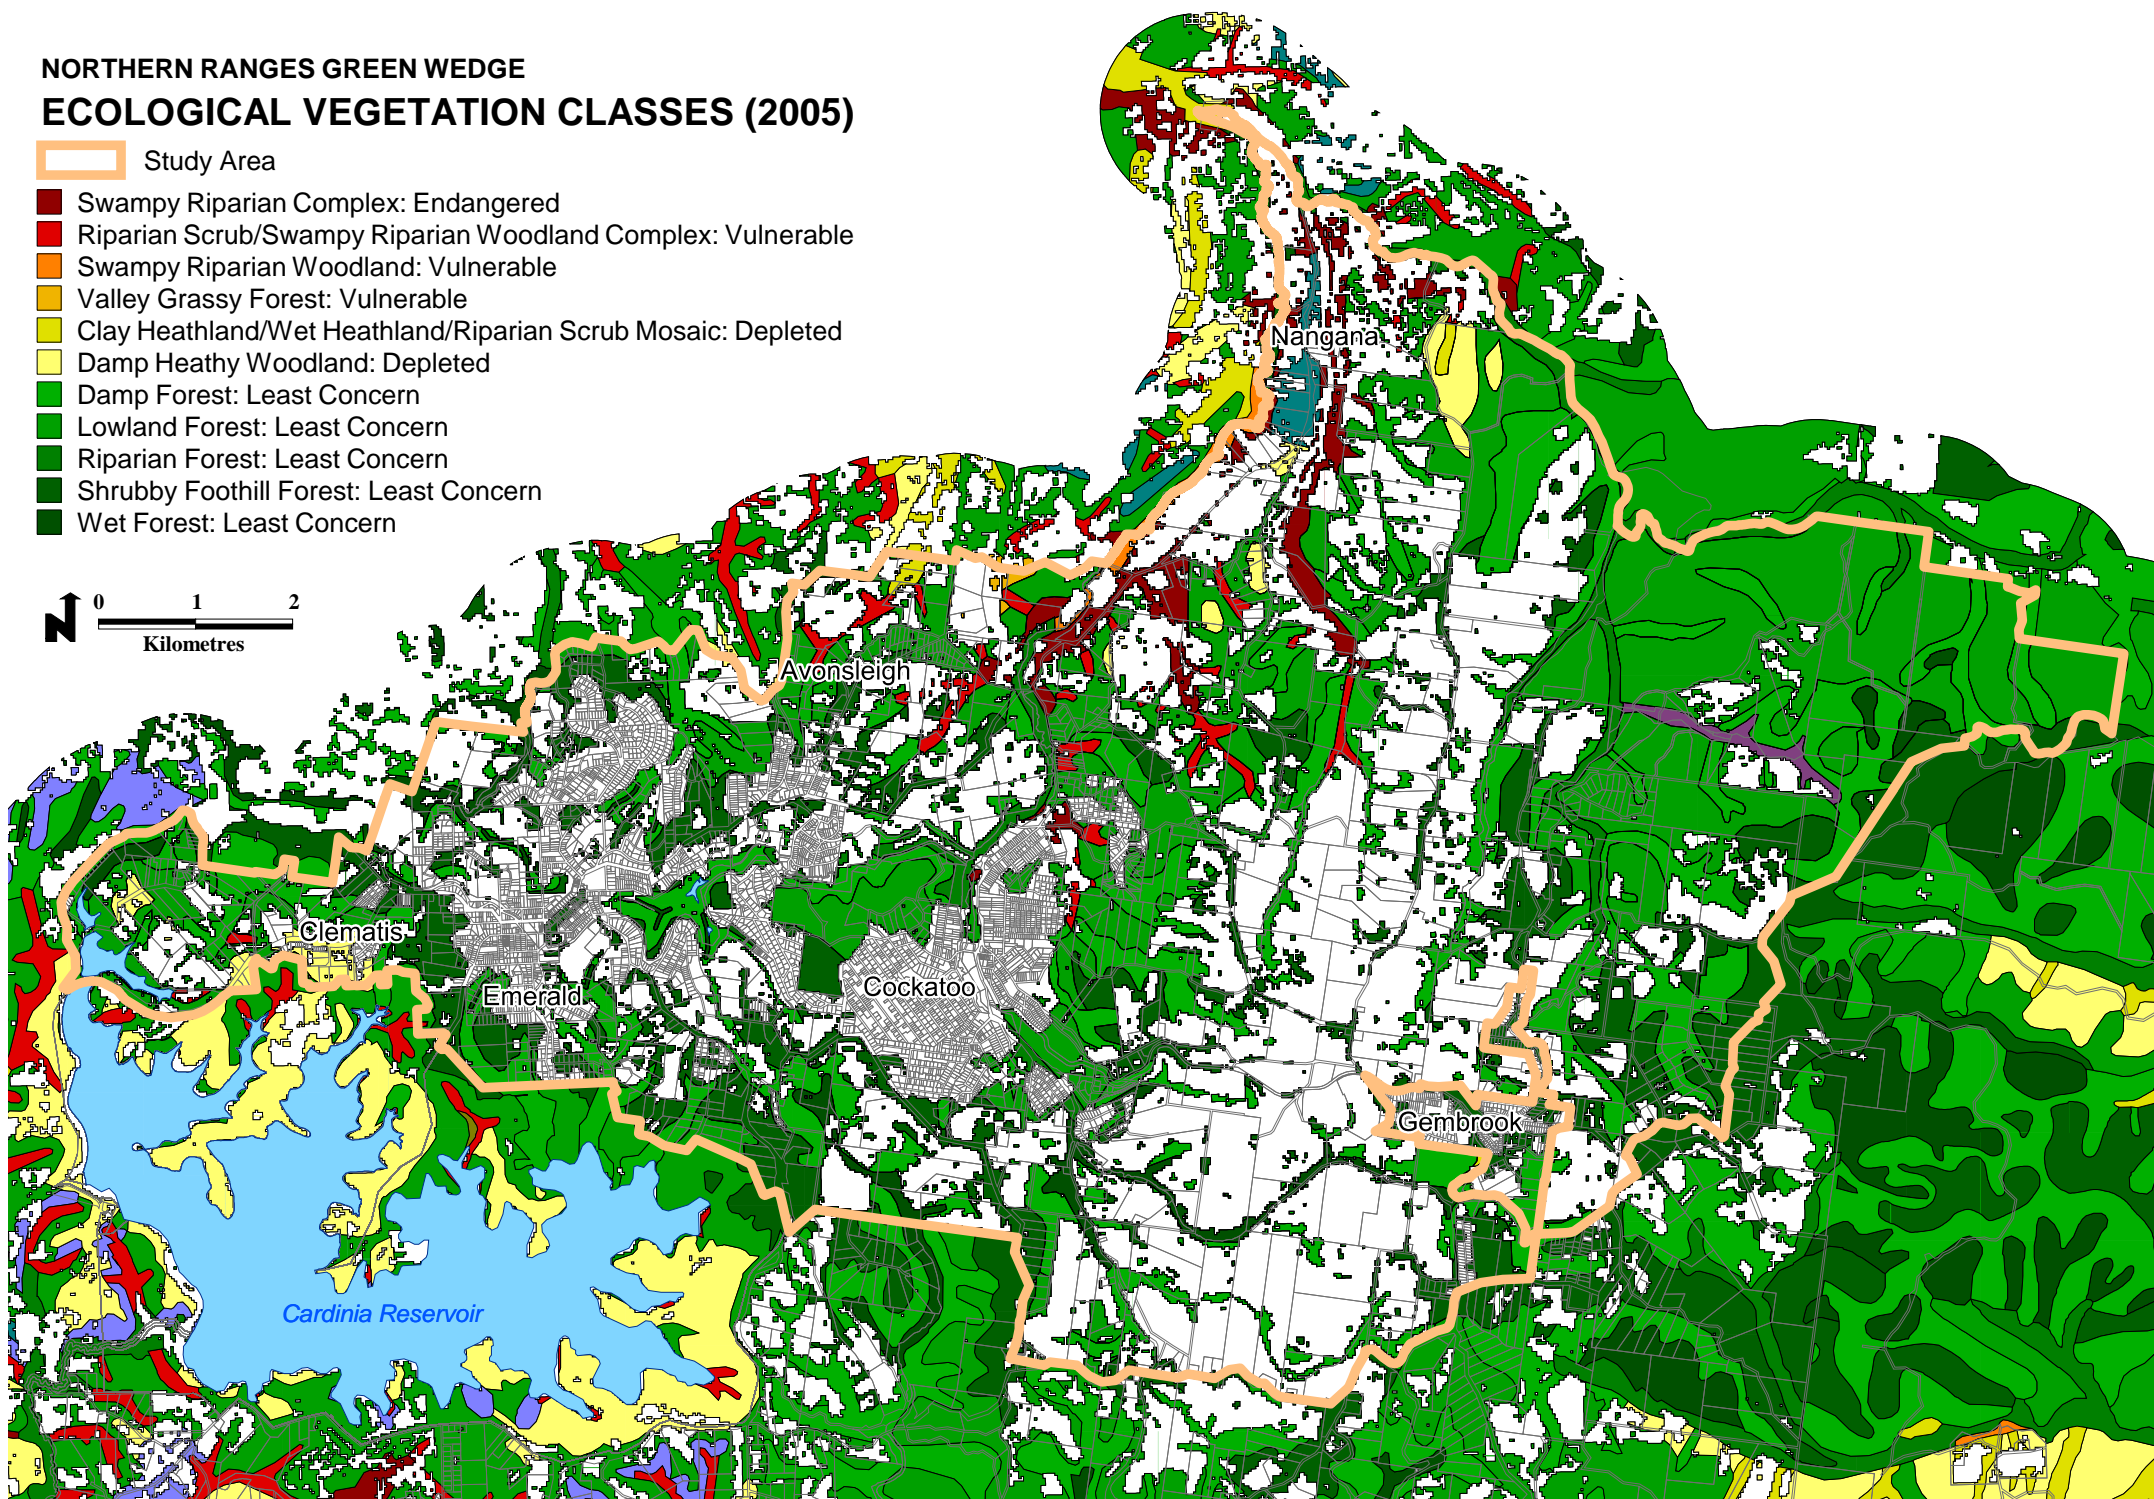 NORTHERN RANGES GREEN WEDGE
ECOLOGICAL VEGETATION CLASSES (2005)
Study Area
Swampy Riparian Complex: Endangered
Riparian Scrub/Swampy Riparian Woodland Complex: Vulnerable
Swampy Riparian Woodland: Vulnerable
Valley Grassy Forest: Vulnerable
Clay Heathland/Wet Heathland/Riparian Scrub Mosaic: Depleted
Damp Heathy Woodland: Depleted
Damp Forest: Least Concern
Lowland Forest: Least Concern
Riparian Forest: Least Concern
Shrubby Foothill Forest: Least Concern
Wet Forest: Least Concern
N
0 1 2
Kilometres
Nangana
Avonsleigh
Clematis
Emerald
Cockatoo
Gembrook
Cardinia Reservoir